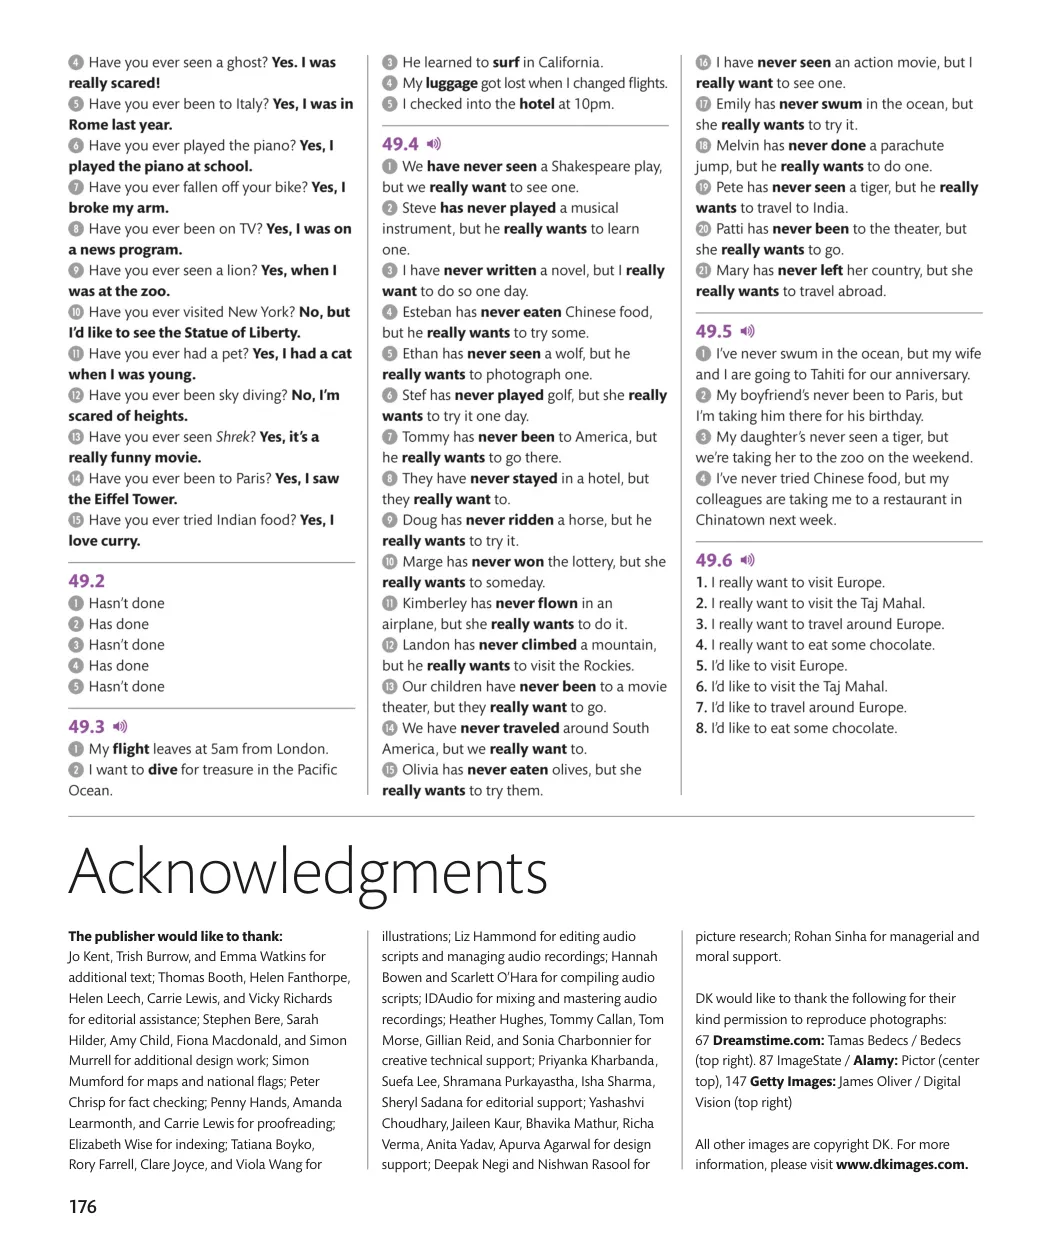 4 Have you ever seen a ghost? Yes. I was
really scared!
5 Have you ever been to Italy? Yes, I was in
Rome last year.
6 Have you ever played the piano? Yes, I
played the piano at school.
7 Have you ever fallen off your bike? Yes, I
broke my arm.
8 Have you ever been on TV? Yes, I was on
a news program.
9 Have you ever seen a lion? Yes, when I
was at the zoo.
10 Have you ever visited New York? No, but
I’d like to see the Statue of Liberty.
11 Have you ever had a pet? Yes, I had a cat
when I was young.
12 Have you ever been sky diving? No, I’m
scared of heights.
13 Have you ever seen Shrek? Yes, it’s a
really funny movie.
14 Have you ever been to Paris? Yes, I saw
the Eiffel Tower.
15 Have you ever tried Indian food? Yes, I
love curry.
49.2
1 Hasn’t done
2 Has done
3 Hasn’t done
4 Has done
5 Hasn’t done
49.3
1 My flight leaves at 5am from London.
2 I want to dive for treasure in the Pacific
Ocean.
3 He learned to surf in California.
4 My luggage got lost when I changed flights.
5 I checked into the hotel at 10pm.
49.4
1 We have never seen a Shakespeare play,
but we really want to see one.
2 Steve has never played a musical
instrument, but he really wants to learn
one.
3 I have never written a novel, but I really
want to do so one day.
4 Esteban has never eaten Chinese food,
but he really wants to try some.
5 Ethan has never seen a wolf, but he
really wants to photograph one.
6 Stef has never played golf, but she really
wants to try it one day.
7 Tommy has never been to America, but
he really wants to go there.
8 They have never stayed in a hotel, but
they really want to.
9 Doug has never ridden a horse, but he
really wants to try it.
10 Marge has never won the lottery, but she
really wants to someday.
11 Kimberley has never flown in an
airplane, but she really wants to do it.
12 Landon has never climbed a mountain,
but he really wants to visit the Rockies.
13 Our children have never been to a movie
theater, but they really want to go.
14 We have never traveled around South
America, but we really want to.
15 Olivia has never eaten olives, but she
really wants to try them.
16 I have never seen an action movie, but I
really want to see one.
17 Emily has never swum in the ocean, but
she really wants to try it.
18 Melvin has never done a parachute
jump, but he really wants to do one.
19 Pete has never seen a tiger, but he really
wants to travel to India.
20 Patti has never been to the theater, but
she really wants to go.
21 Mary has never left her country, but she
really wants to travel abroad.
49.5
1 I’ve never swum in the ocean, but my wife
and I are going to Tahiti for our anniversary.
2 My boyfriend’s never been to Paris, but
I’m taking him there for his birthday.
3 My daughter’s never seen a tiger, but
we’re taking her to the zoo on the weekend.
4 I’ve never tried Chinese food, but my
colleagues are taking me to a restaurant in
Chinatown next week.
49.6
1. I really want to visit Europe.
2. I really want to visit the Taj Mahal.
3. I really want to travel around Europe.
4. I really want to eat some chocolate.
5. I’d like to visit Europe.
6. I’d like to visit the Taj Mahal.
7. I’d like to travel around Europe.
8. I’d like to eat some chocolate.
Acknowledgments
The publisher would like to thank:
Jo Kent, Trish Burrow, and Emma Watkins for
additional text; Thomas Booth, Helen Fanthorpe,
Helen Leech, Carrie Lewis, and Vicky Richards
for editorial assistance; Stephen Bere, Sarah
Hilder, Amy Child, Fiona Macdonald, and Simon
Murrell for additional design work; Simon
Mumford for maps and national flags; Peter
Chrisp for fact checking; Penny Hands, Amanda
Learmonth, and Carrie Lewis for proofreading;
Elizabeth Wise for indexing; Tatiana Boyko,
Rory Farrell, Clare Joyce, and Viola Wang for
illustrations; Liz Hammond for editing audio
scripts and managing audio recordings; Hannah
Bowen and Scarlett O’Hara for compiling audio
scripts; IDAudio for mixing and mastering audio
recordings; Heather Hughes, Tommy Callan, Tom
Morse, Gillian Reid, and Sonia Charbonnier for
creative technical support; Priyanka Kharbanda,
Suefa Lee, Shramana Purkayastha, Isha Sharma,
Sheryl Sadana for editorial support; Yashashvi
Choudhary, Jaileen Kaur, Bhavika Mathur, Richa
Verma, Anita Yadav, Apurva Agarwal for design
support; Deepak Negi and Nishwan Rasool for
picture research; Rohan Sinha for managerial and
moral support.
DK would like to thank the following for their
kind permission to reproduce photographs:
67 Dreamstime.com: Tamas Bedecs / Bedecs
(top right). 87 ImageState / Alamy: Pictor (center
top), 147 Getty Images: James Oliver / Digital
Vision (top right)
All other images are copyright DK. For more
information, please visit www.dkimages.com.
176